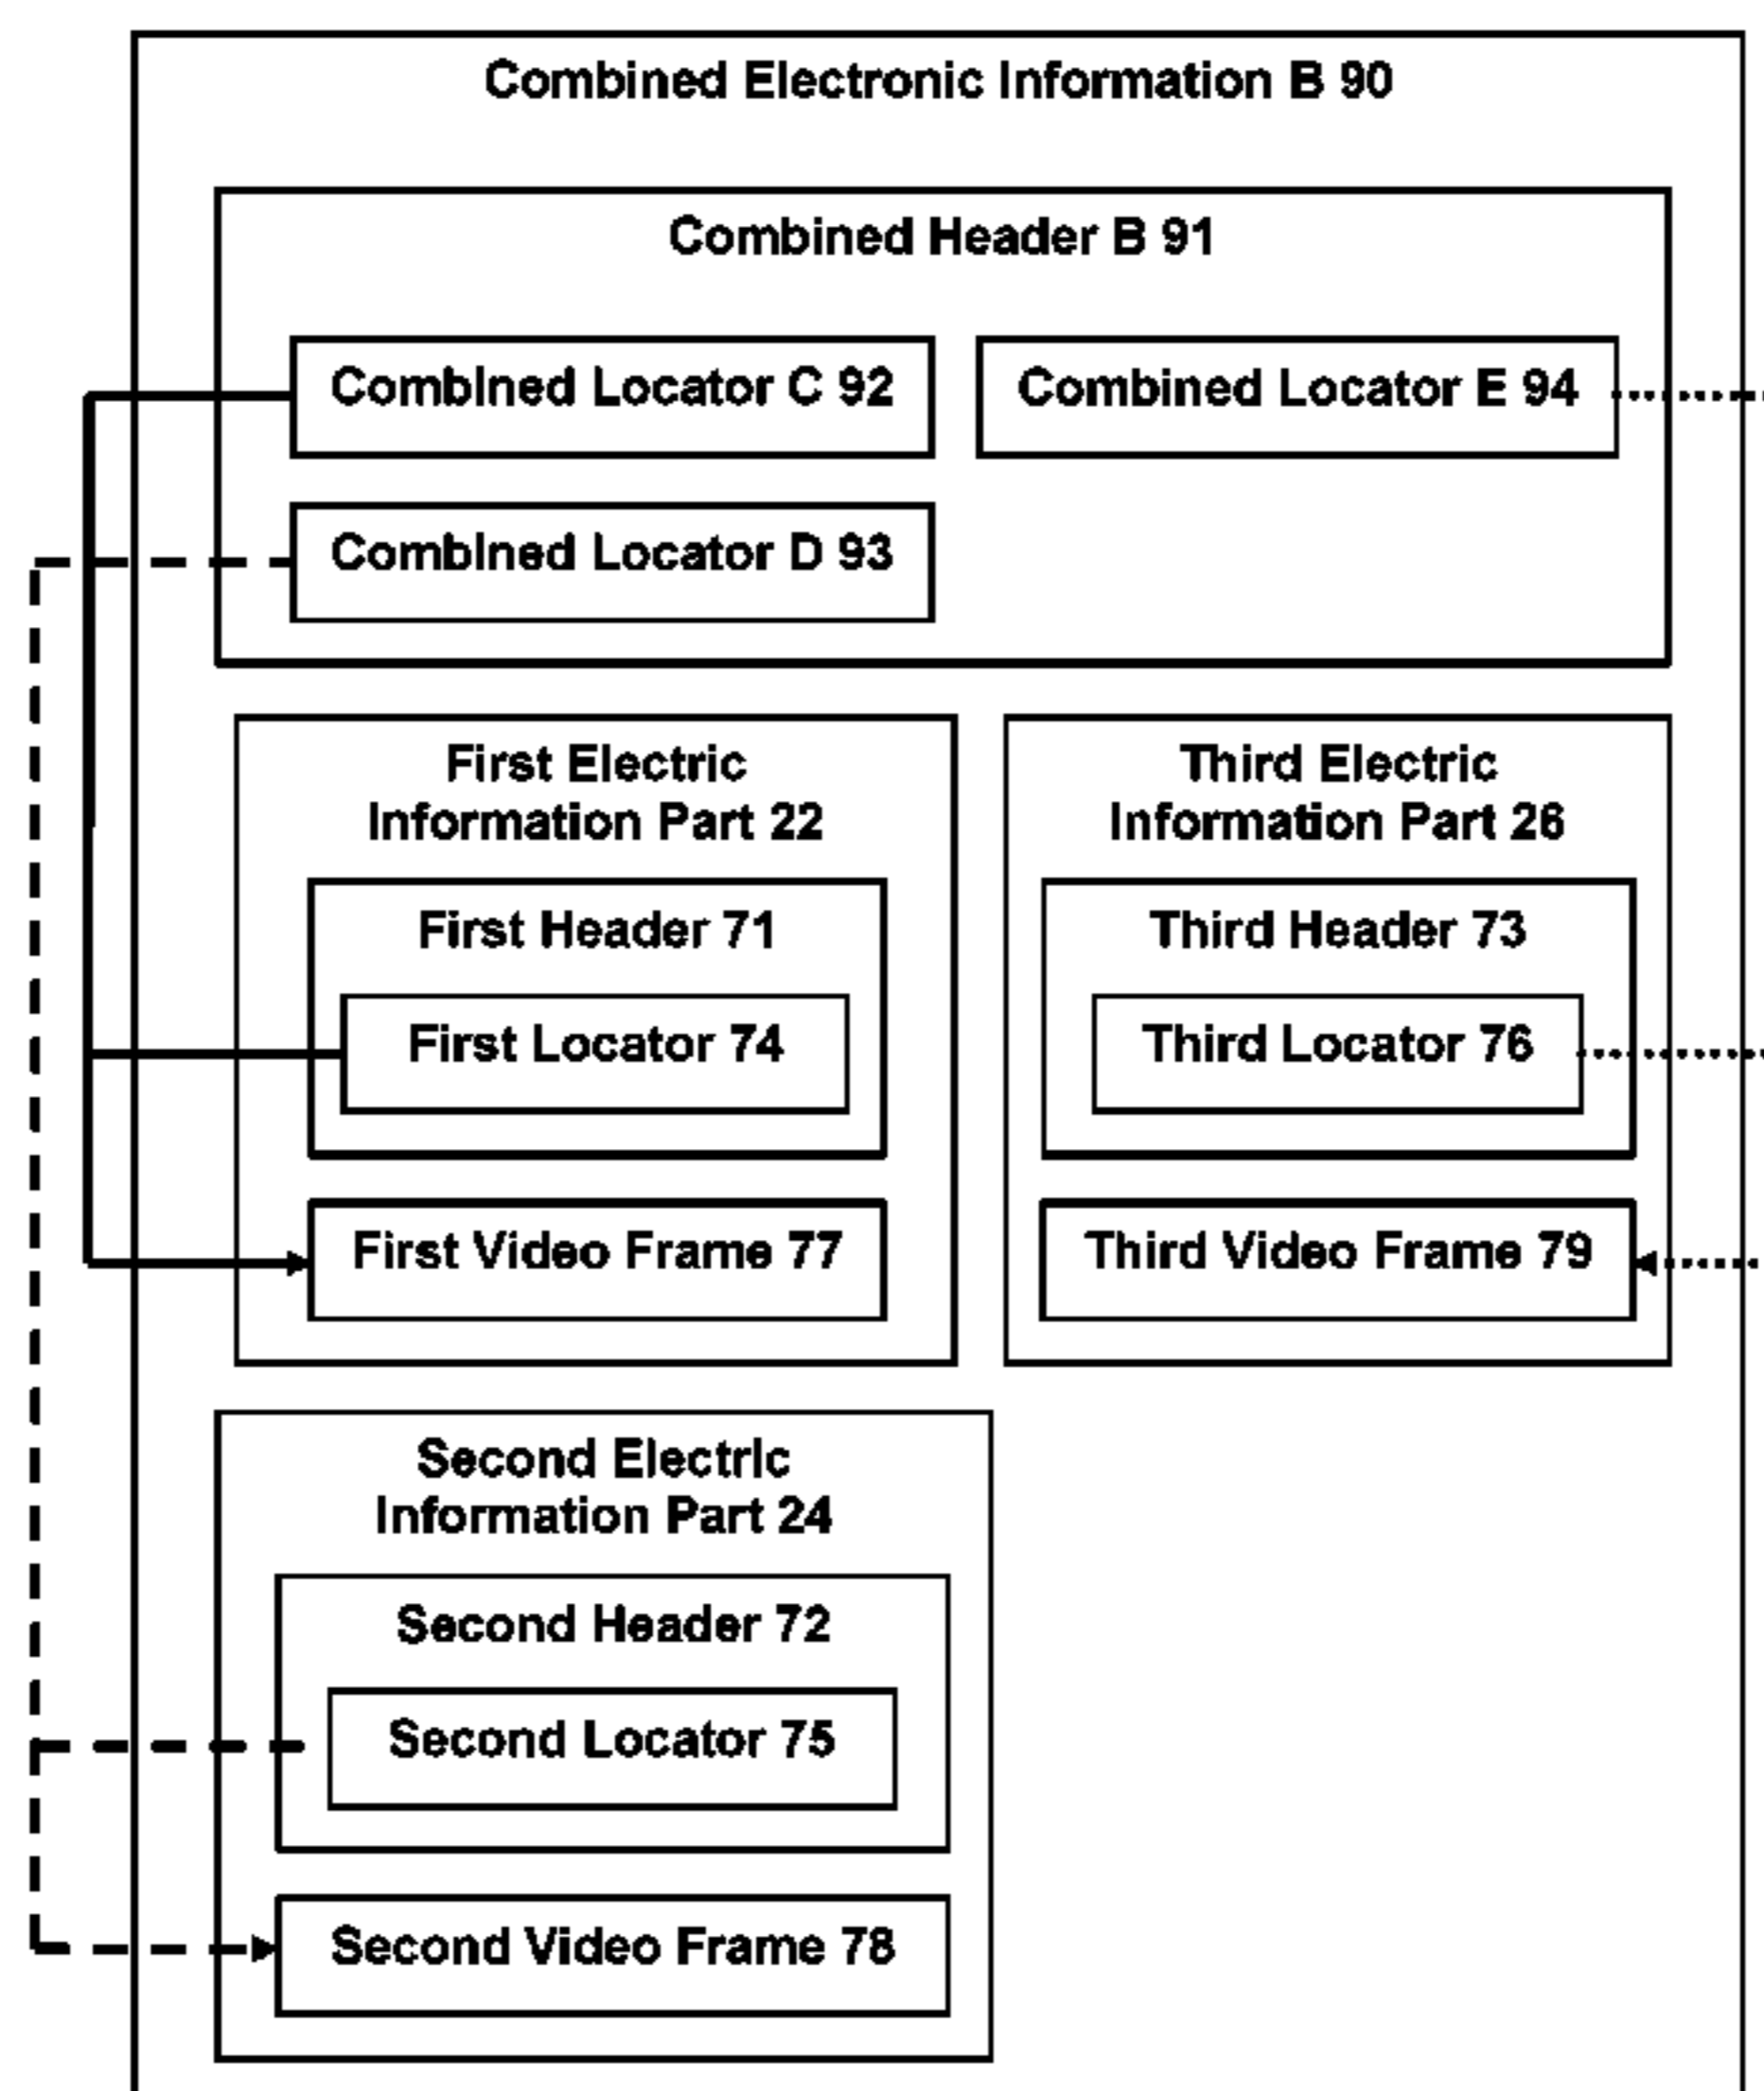 Combined Electronic Information B 90
Combined Header B 91
Combined Locator C 92
Combined Locator E 94
Combined Locator D 93
First Electric
Information Part 22
First Header 71
First Locator 74
First Video Frame 77
Third Electric
Information Part 26
Third Header 73
Third Locator 76
Third Video Frame 79
Second Electric
Information Part 24
Second Header 72
Second Locator 75
Second Video Frame 78